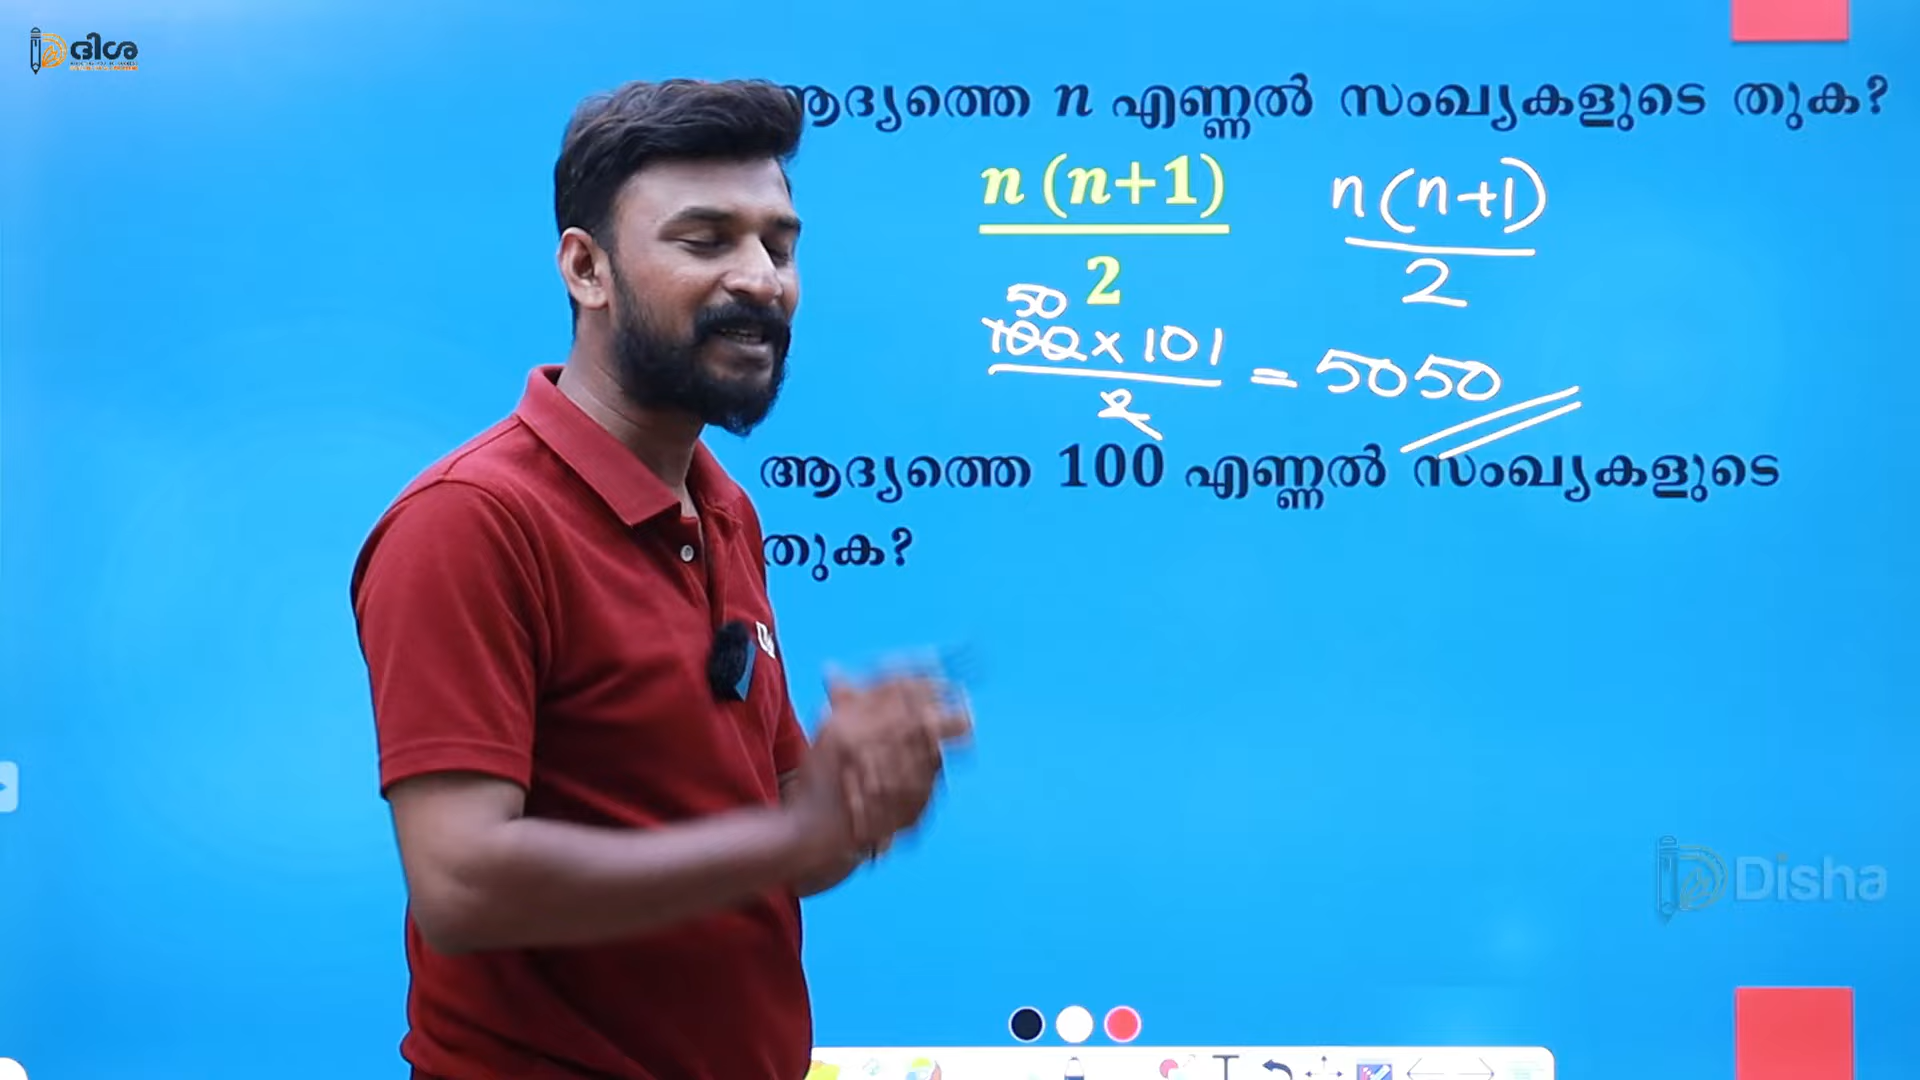 ദിശ
ആദ്യത്തെ n എണ്ണൽ സംഖ്യകളുടെ തുക?
n (n+1)
2
n (n+1)
2
50
100 × 101
2
= 5050
ആദ്യത്തെ 100 എണ്ണൽ സംഖ്യകളുടെ
തുക?
Disha